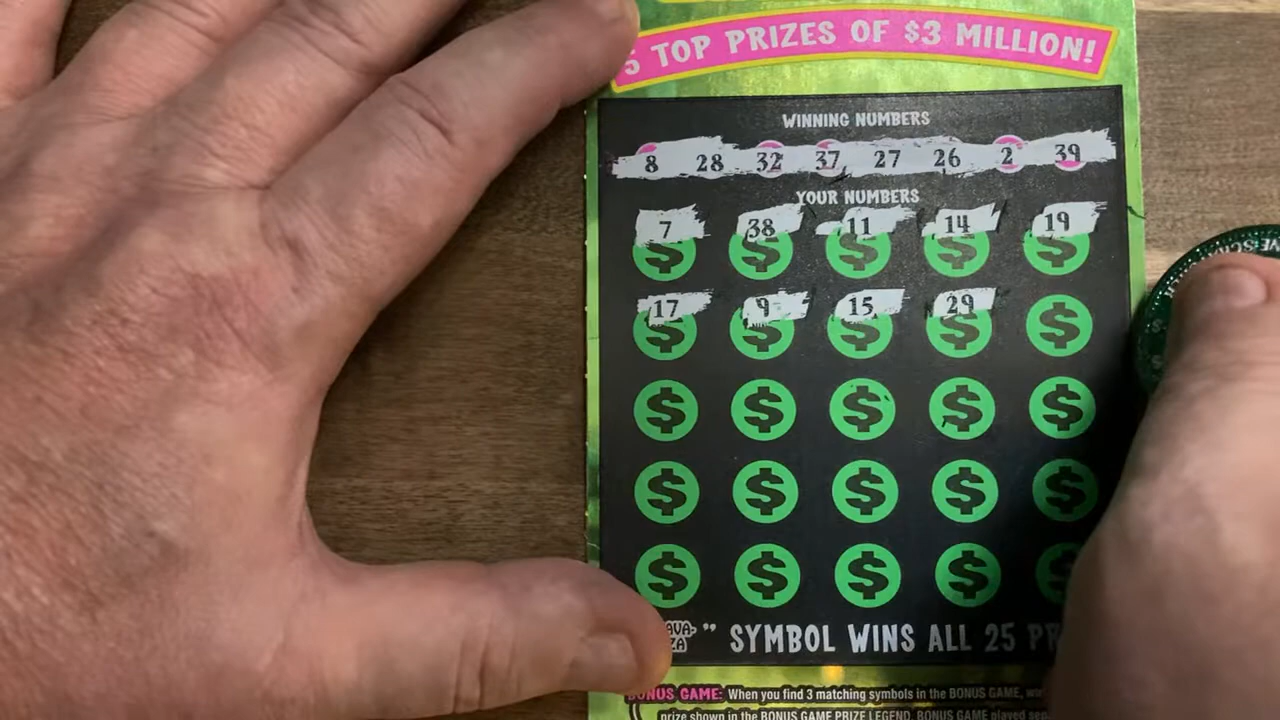 5 TOP PRIZES OF $3 MILLION!
WINNING NUMBERS
8 28 32 37 27 26 2 39
YOUR NUMBERS
7 38 11 14 19
17 9 15 29
" SYMBOL WINS ALL 25
BONUS GAME: When you find 3 matching symbols in the BONUS GAME,
prize shown in the BONUS GAME PRIZE LEGEND. BONUS GAME played